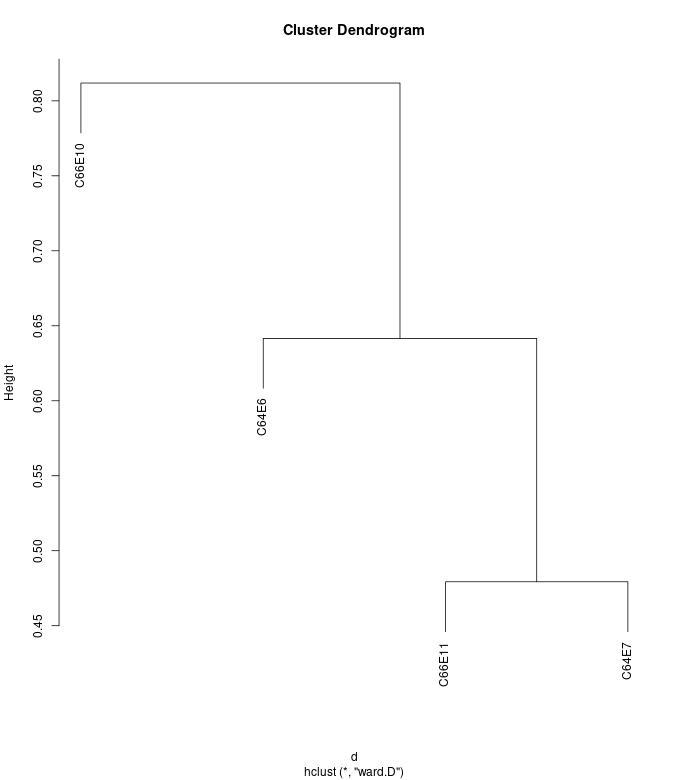 Cluster Dendrogram
Height
0.80
0.75
0.70
0.65
0.60
0.55
0.50
0.45
C66E10
C64E6
C66E11
C64E7
d
hclust (*, "ward.D")